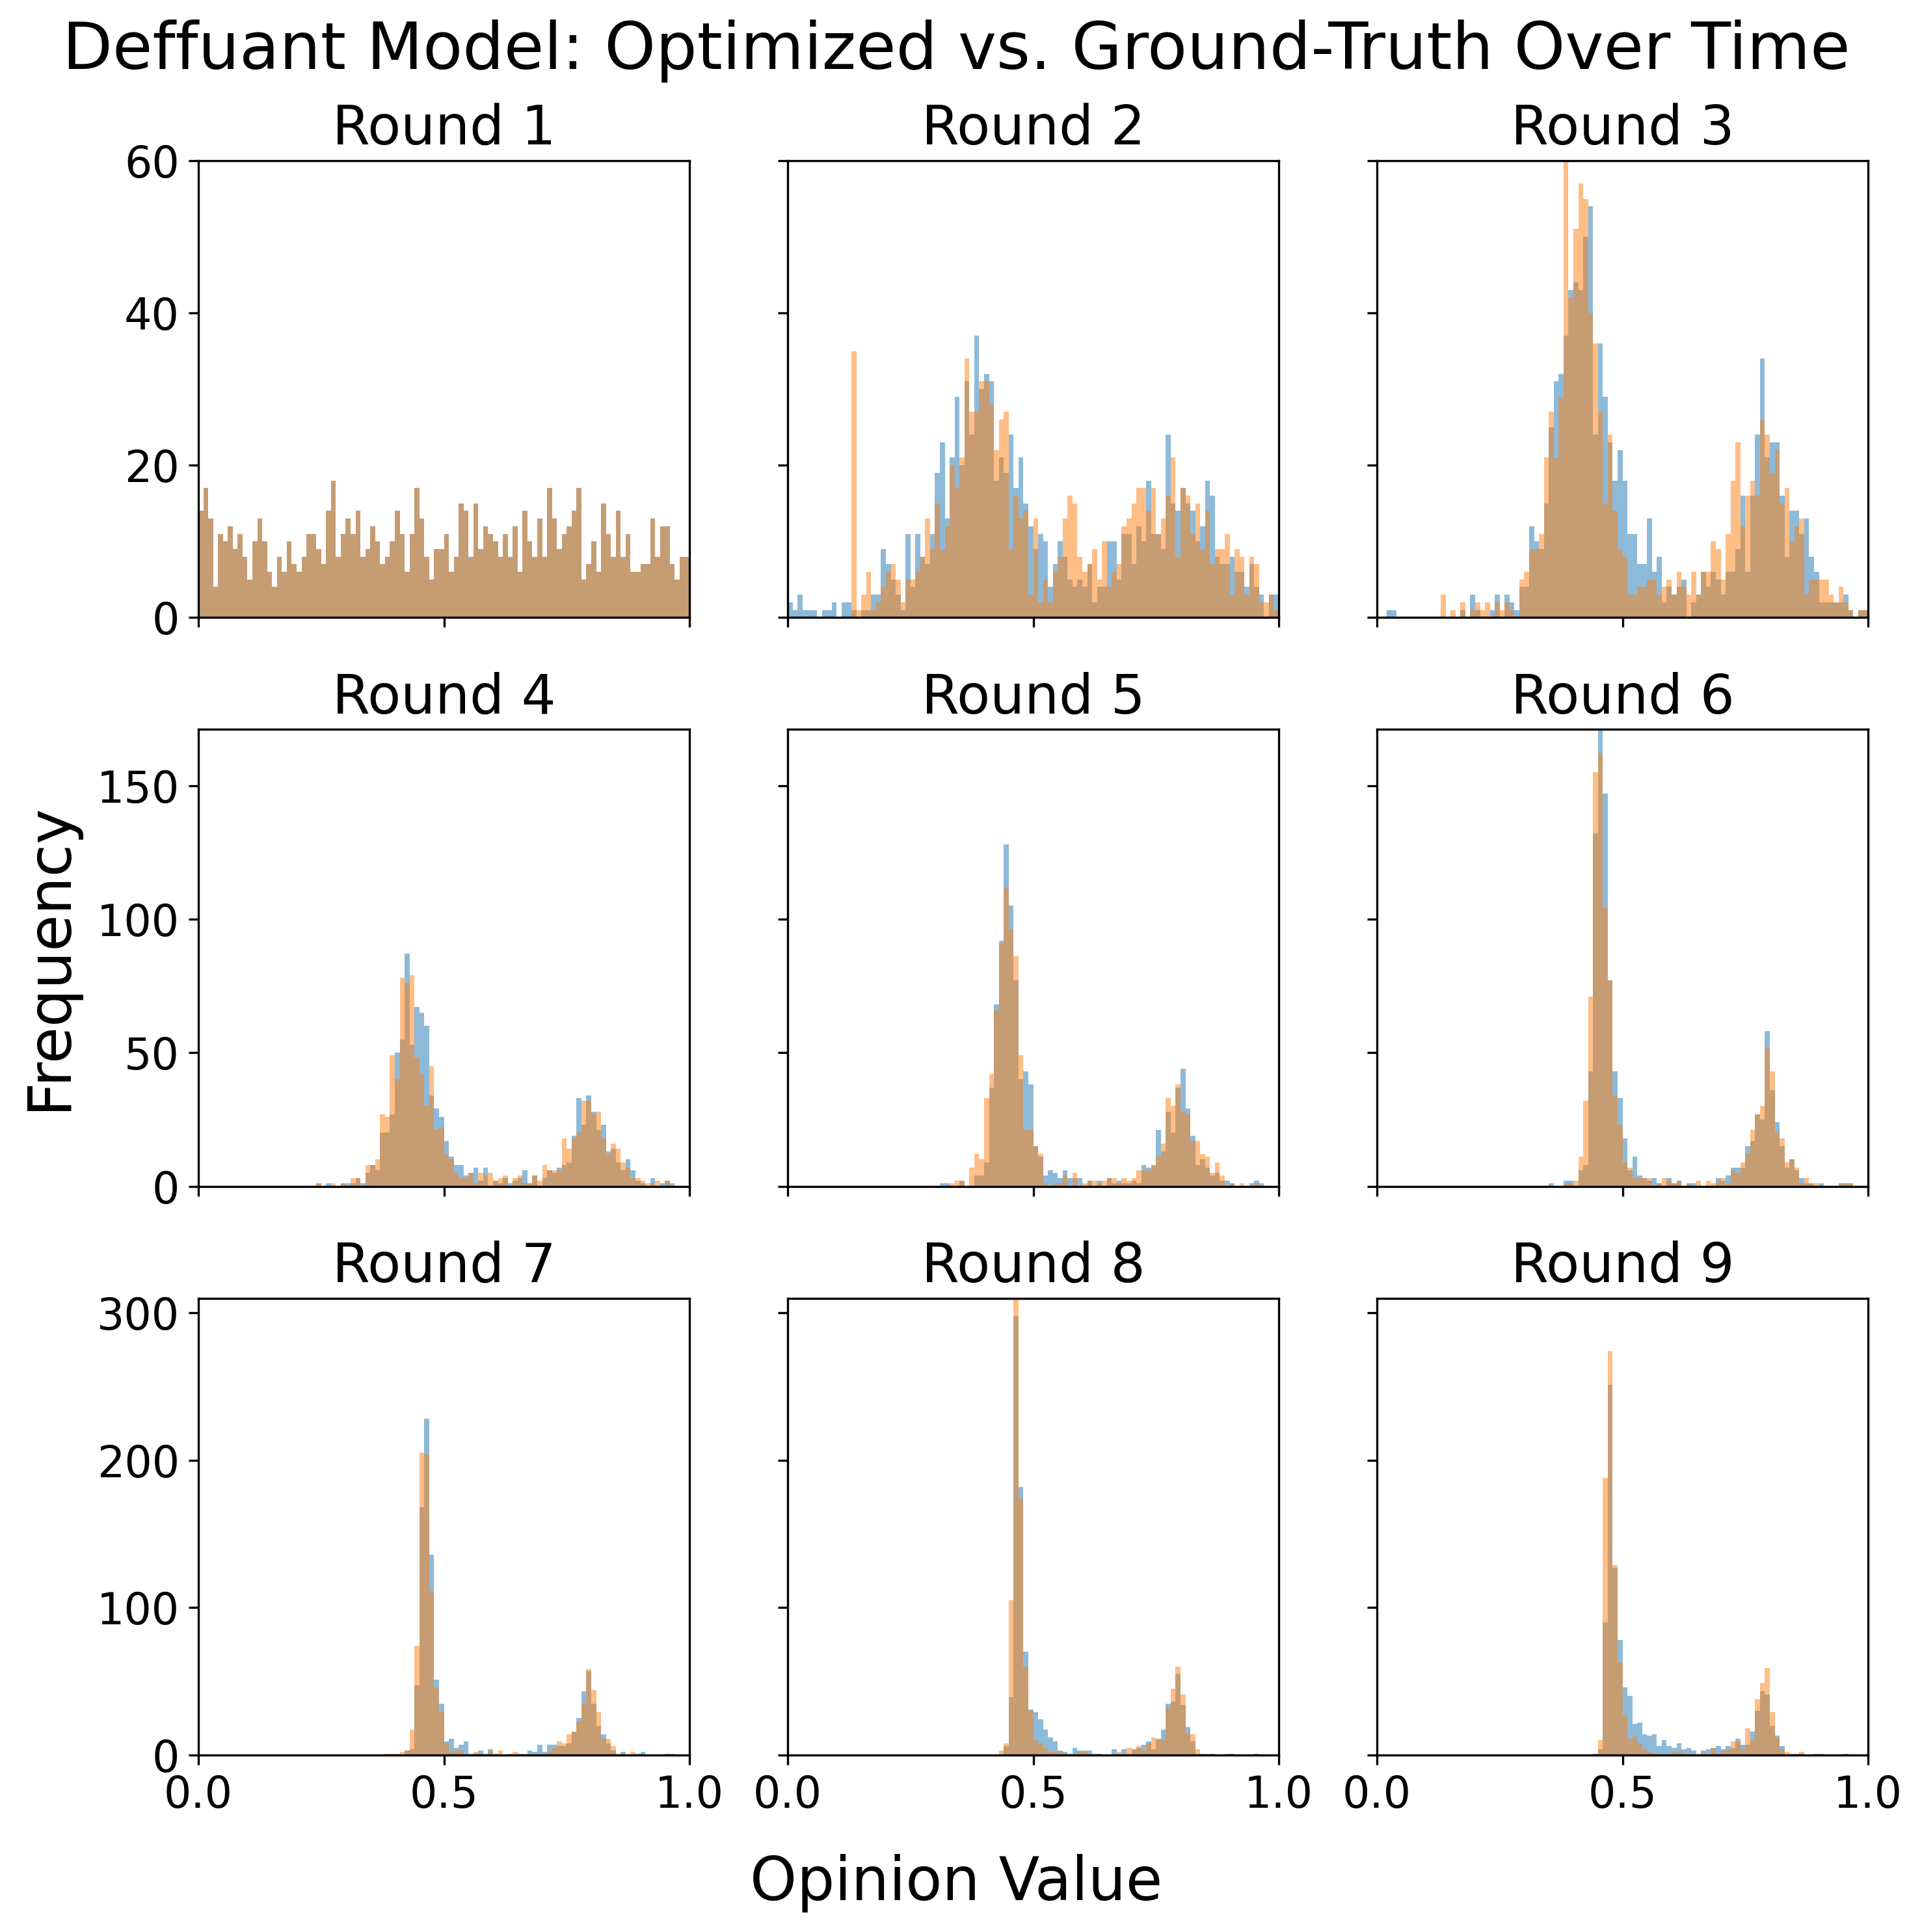 Deffuant Model: Optimized vs. Ground-Truth Over Time
Round 1
Round 2
Round 3
60
40
20
0
Round 4
Round 5
Round 6
150
100
50
0
Frequency
Round 7
Round 8
Round 9
300
200
100
0
0.0 0.5 1.0 0.0 0.5 1.0 0.0 0.5 1.0
Opinion Value